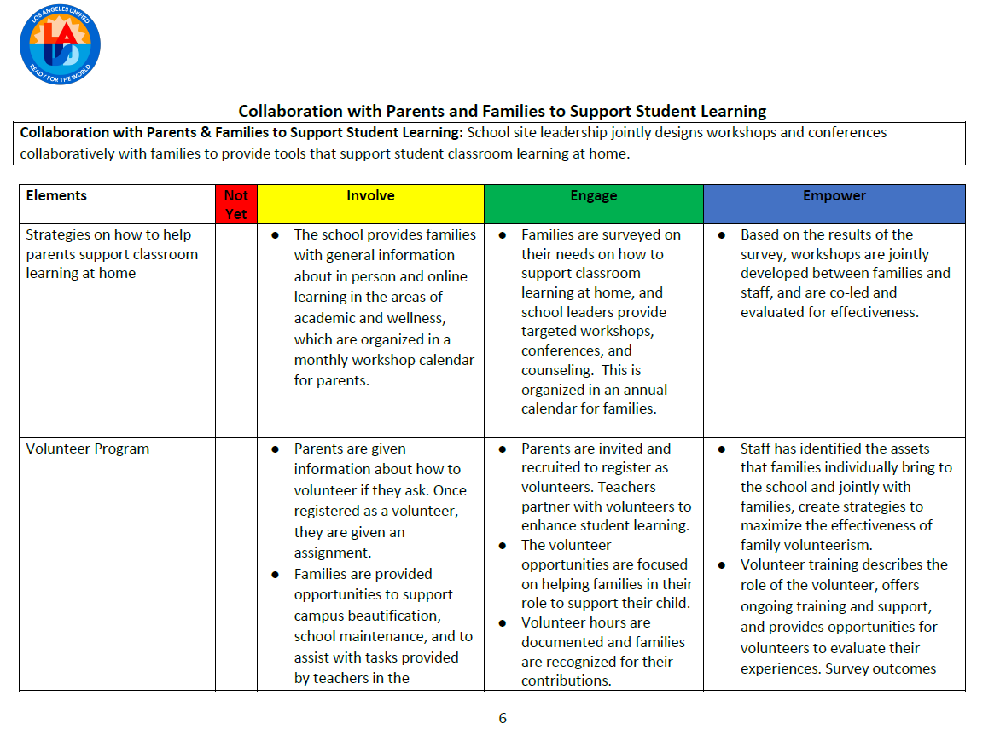 LOS ANGELES UNIFIED
LAUSD
READY FOR THE WORLD
Collaboration with Parents and Families to Support Student Learning
Collaboration with Parents & Families to Support Student Learning: School site leadership jointly designs workshops and conferences
collaboratively with families to provide tools that support student classroom learning at home.
Elements
Not
Yet
Involve
Engage
Empower
Strategies on how to help
parents support classroom
learning at home
● The school provides families
with general information
about in person and online
learning in the areas of
academic and wellness,
which are organized in a
monthly workshop calendar
for parents.
● Families are surveyed on
their needs on how to
support classroom
learning at home, and
school leaders provide
targeted workshops,
conferences, and
counseling.  This is
organized in an annual
calendar for families.
● Based on the results of the
survey, workshops are jointly
developed between families and
staff, and are co-led and
evaluated for effectiveness.
Volunteer Program
● Parents are given
information about how to
volunteer if they ask. Once
registered as a volunteer,
they are given an
assignment.
● Families are provided
opportunities to support
campus beautification,
school maintenance, and to
assist with tasks provided
by teachers in the
● Parents are invited and
recruited to register as
volunteers. Teachers
partner with volunteers to
enhance student learning.
● The volunteer
opportunities are focused
on helping families in their
role to support their child.
● Volunteer hours are
documented and families
are recognized for their
contributions.
● Staff has identified the assets
that families individually bring to
the school and jointly with
families, create strategies to
maximize the effectiveness of
family volunteerism.
● Volunteer training describes the
role of the volunteer, offers
ongoing training and support,
and provides opportunities for
volunteers to evaluate their
experiences. Survey outcomes
6